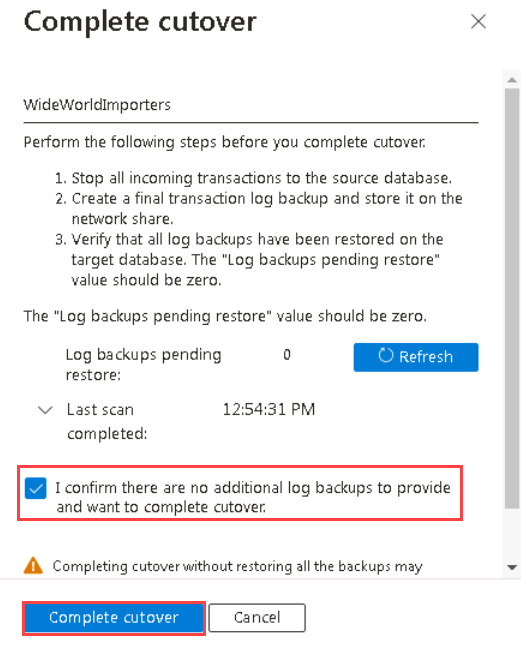 Complete cutover
WideWorldImporters
Perform the following steps before you complete cutover.
1. Stop all incoming transactions to the source database.
2. Create a final transaction log backup and store it on the
network share.
3. Verify that all log backups have been restored on the
target database. The "Log backups pending restore"
value should be zero.
The "Log backups pending restore" value should be zero.
Log backups pending 0 Refresh
restore:
Last scan 12:54:31 PM
completed:
I confirm there are no additional log backups to provide
and want to complete cutover.
Completing cutover without restoring all the backups may
Complete cutover Cancel